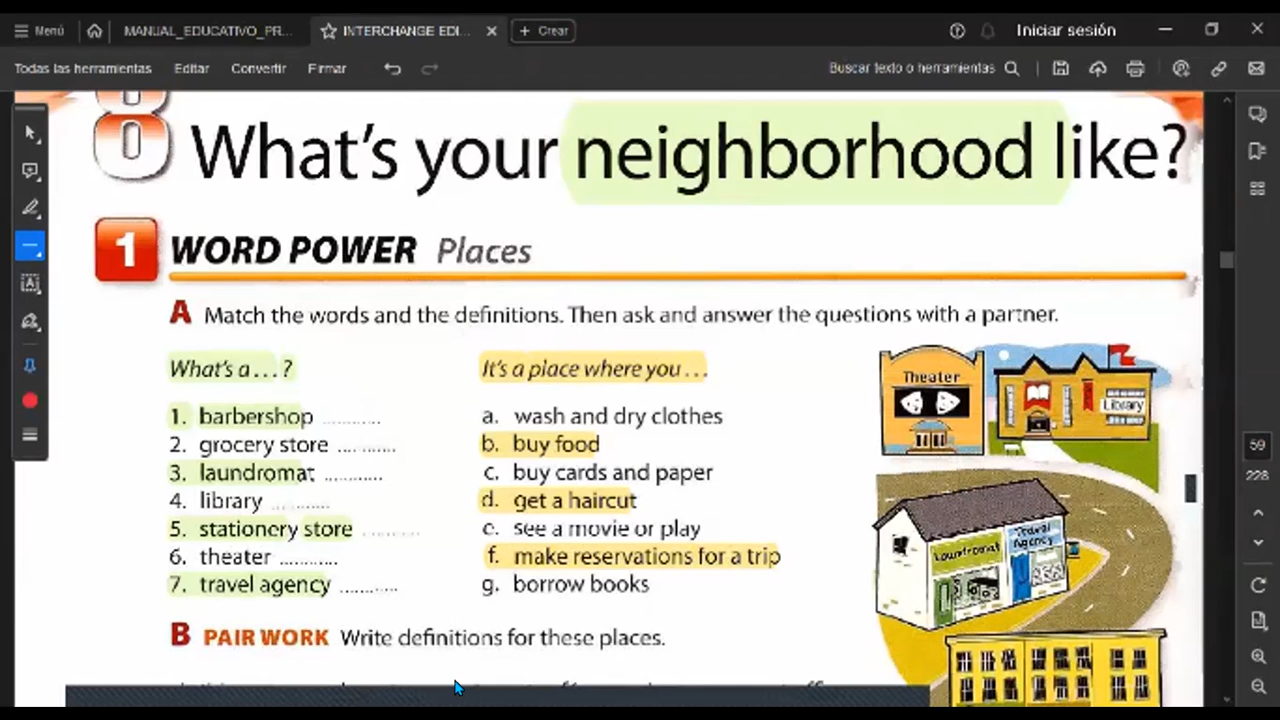 Menú
MANUAL_EDUCATIVO_PR...
INTERCHANGE EDI...
Crear
Iniciar sesión
Todas las herramientas
Editar
Convertir
Firmar
Buscar texto o herramientas
8 What's your neighborhood like?
1 WORD POWER Places
A Match the words and the definitions. Then ask and answer the questions with a partner.
What's a . . . ?
1. barbershop ............
2. grocery store ............
3. laundromat ............
4. library ............
5. stationery store ............
6. theater ............
7. travel agency ............
It's a place where you . . .
a. wash and dry clothes
b. buy food
c. buy cards and paper
d. get a haircut
e. see a movie or play
f. make reservations for a trip
g. borrow books
Theater
Library
Laundromat
Travel
Agency
B PAIR WORK Write definitions for these places.
59
228